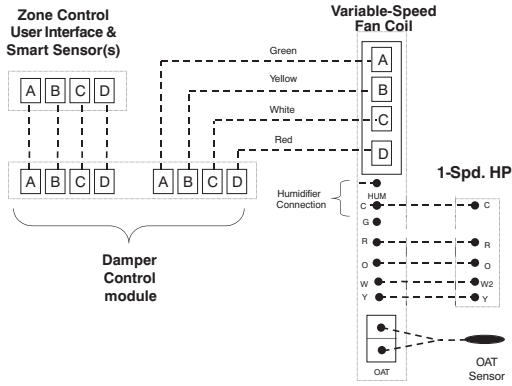 Zone Control
User Interface &
Smart Sensor(s)
Variable-Speed
Fan Coil
Green
Yellow
White
Red
A
B
C
D
A B C D
A B C D
A B C D
1-Spd. HP
Humidifier
Connection
HUM
C
C
G
R
R
O
O
W
W2
Y
Y
Damper
Control
module
OAT
OAT
Sensor